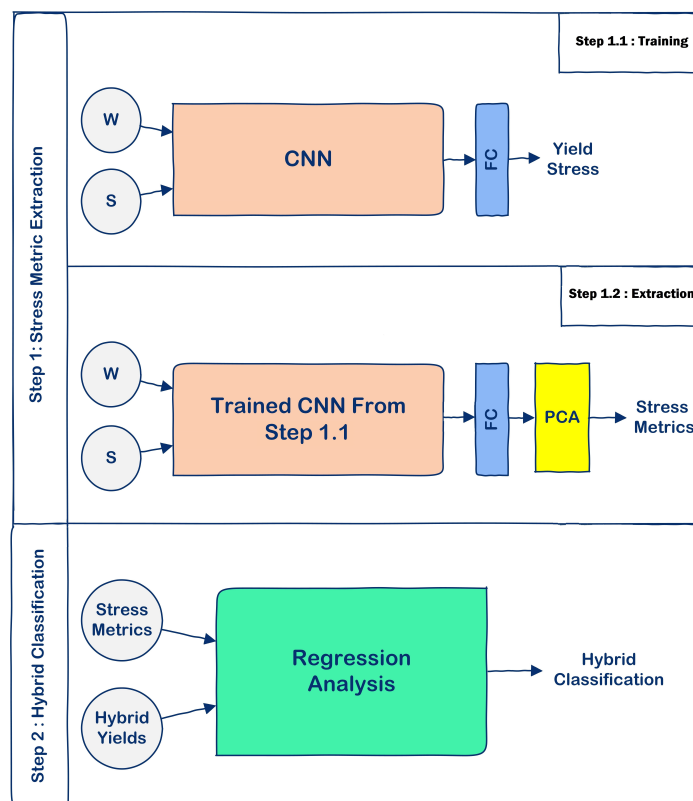 Step 1: Stress Metric Extraction
Step 1.1 : Training
W
S
CNN
FC
Yield
Stress
Step 1.2 : Extraction
W
S
Trained CNN From
Step 1.1
FC
PCA
Stress
Metrics
Step 2 : Hybrid Classification
Stress
Metrics
Hybrid
Yields
Regression
Analysis
Hybrid
Classification